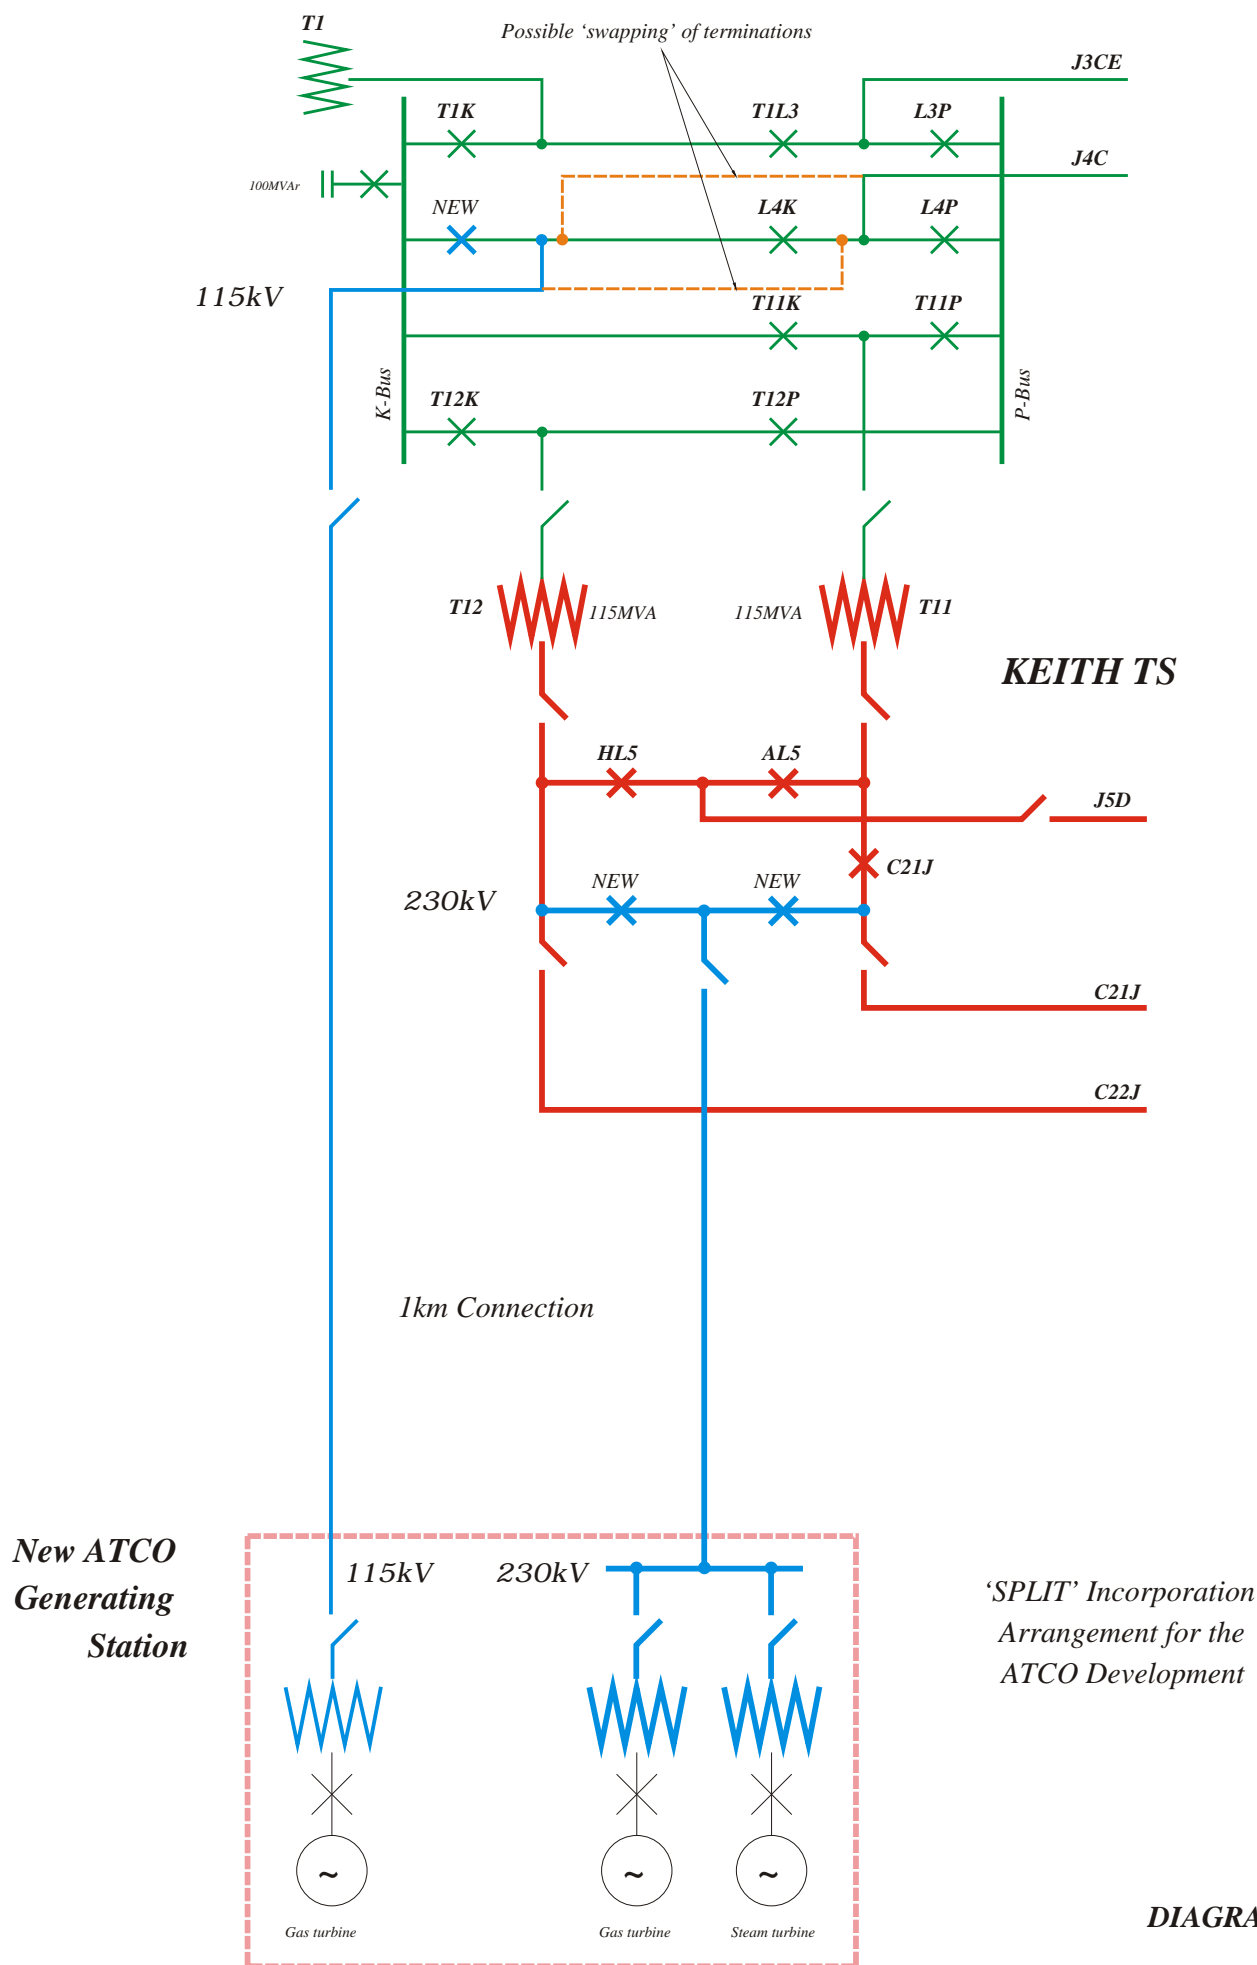 T1
Possible ‘swapping’ of terminations
J3CE
T1K
T1L3
L3P
J4C
100MVAr
NEW
L4K
L4P
115kV
T11K
T11P
K-Bus
P-Bus
T12K
T12P
T12
115MVA
115MVA
T11
KEITH TS
HL5
AL5
J5D
C21J
NEW
NEW
230kV
C21J
C22J
1km Connection
New ATCO
Generating
Station
115kV
230kV
‘SPLIT’ Incorporation
Arrangement for the
ATCO Development
~
~
~
Gas turbine
Gas turbine
Steam turbine
DIAGRA